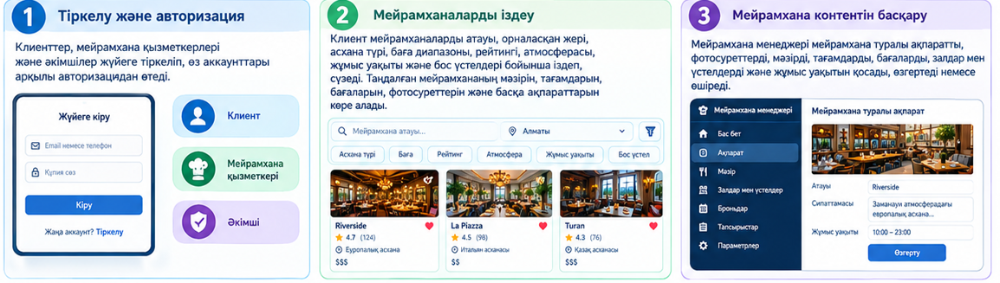 1 Тіркелу және авторизация
Клиенттер, мейрамхана қызметкерлері
және әкімшілер жүйеге тіркеліп, өз аккаунттары
арқылы авторизациядан өтеді.
Жүйеге кіру
Email немесе телефон
Құпия сөз
Кіру
Жаңа аккаунт? Тіркелу
Клиент
Мейрамхана
қызметкері
Әкімші
2 Мейрамханаларды іздеу
Клиент мейрамханаларды атауы, орналасқан жері,
асхана түрі, баға диапазоны, рейтингі, атмосферасы,
жұмыс уақыты және бос үстелдері бойынша іздеп,
сүзеді. Таңдалған мейрамхананың мәзірін, тағамдарын,
бағаларын, фотосуреттерін және басқа ақпараттарын
көре алады.
Мейрамхана атауы...
Алматы
Асхана түрі
Баға
Рейтинг
Атмосфера
Жұмыс уақыты
Бос үстел
Riverside
4.7 (124)
Еуропалық асхана
$$$
La Piazza
4.5 (98)
Италын асханасы
$$
Turan
4.3 (76)
Қазақ асханасы
$$$
3 Мейрамхана контентін басқару
Мейрамхана менеджері мейрамхана туралы ақпаратты,
фотосуреттерді, мәзірді, тағамдарды, бағаларды, залдар мен
үстелдерді және жұмыс уақытын қосады, өзгертеді немесе
өшіреді.
Мейрамхана менеджері
Бас бет
Ақпарат
Мәзір
Залдар мен үстелдер
Броньдар
Тапсырыстар
Параметрлер
Мейрамхана туралы ақпарат
Атауы
Riverside
Сипаттамасы
Заманауи атмосферадағы
европалық асхана...
Жұмыс уақыты
10:00 – 23:00
Өзгерту